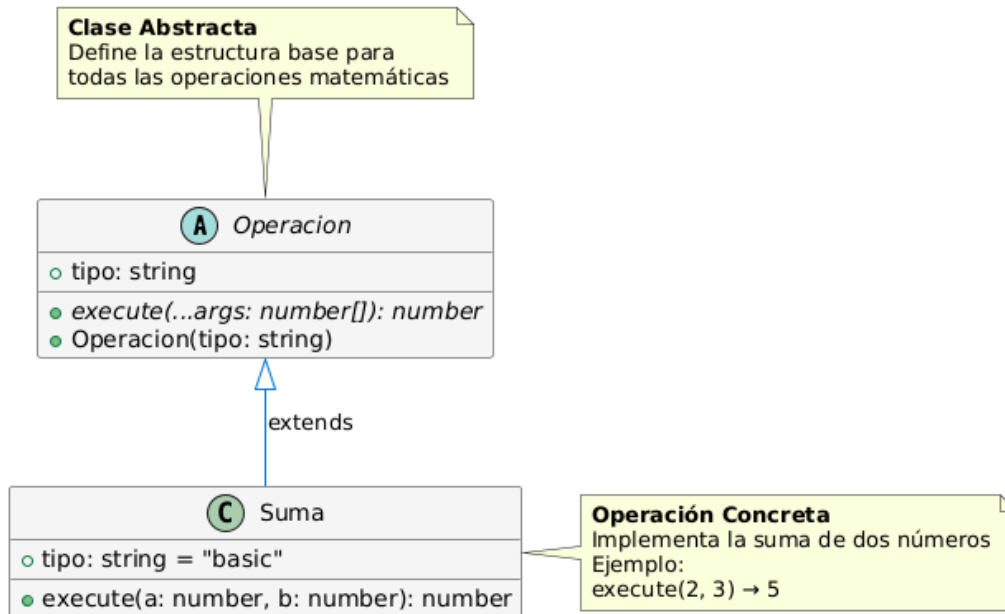 Clase Abstracta
Define la estructura base para
todas las operaciones matemáticas
A Operacion
tipo: string
execute(...args: number[]): number
Operacion(tipo: string)
extends
C Suma
tipo: string = "basic"
execute(a: number, b: number): number
Operación Concreta
Implementa la suma de dos números
Ejemplo:
execute(2, 3) → 5